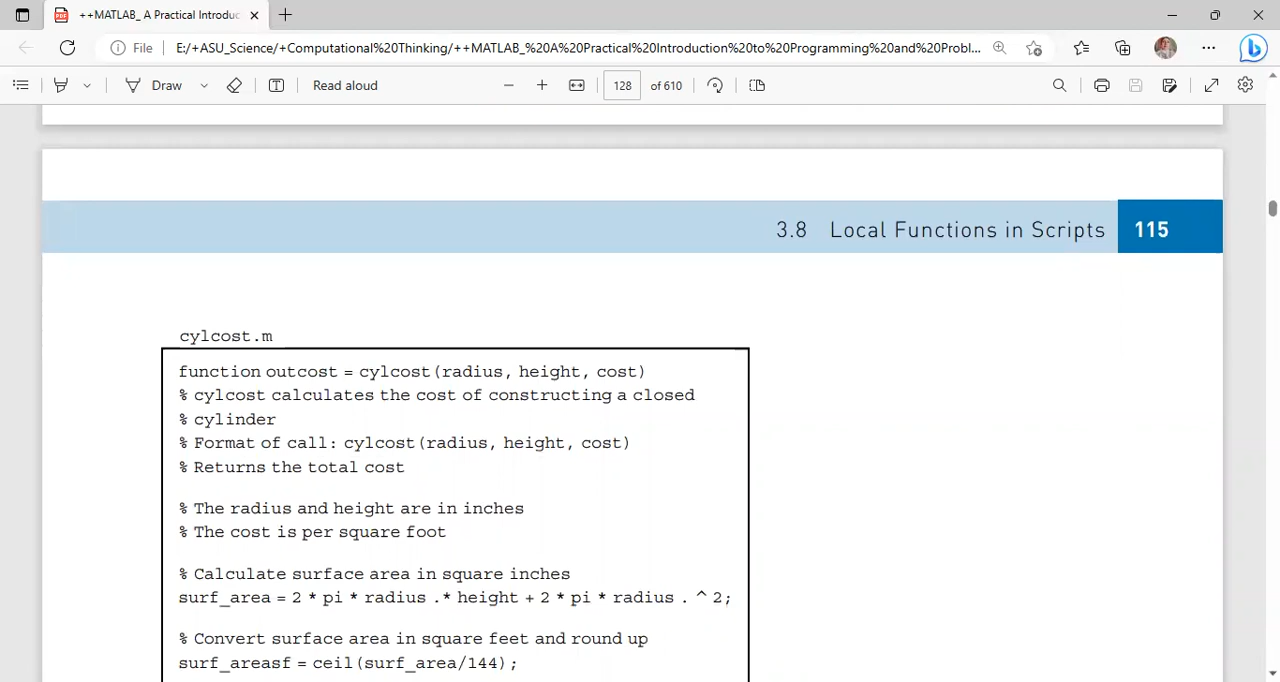 ++MATLAB_ A Practical Introduc
File
E:/+ASU_Science/+Computational%20Thinking/++MATLAB_%20A%20Practical%20Introduction%20to%20Programming%20and%20Probl...
Draw
Read aloud
128 of 610
3.8 Local Functions in Scripts 115
cylcost.m
function outcost = cylcost(radius, height, cost)
% cylcost calculates the cost of constructing a closed
% cylinder
% Format of call: cylcost(radius, height, cost)
% Returns the total cost
% The radius and height are in inches
% The cost is per square foot
% Calculate surface area in square inches
surf_area = 2 * pi * radius .* height + 2 * pi * radius . ^ 2;
% Convert surface area in square feet and round up
surf_areasf = ceil(surf_area/144);